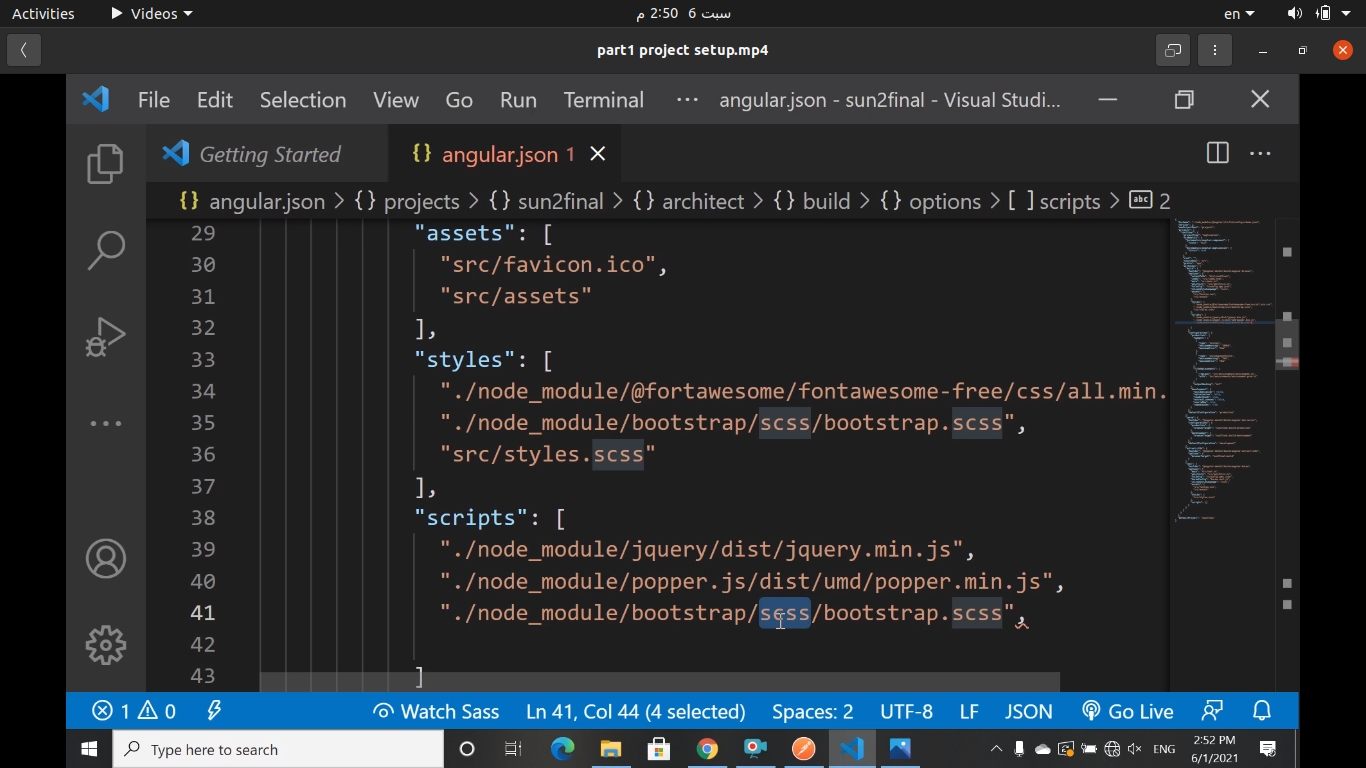 Activities Videos سبت 6 2:50 م en
part1 project setup.mp4
File Edit Selection View Go Run Terminal ··· angular.json - sun2final - Visual Studi...
Getting Started {} angular.json 1
{} angular.json > {} projects > {} sun2final > {} architect > {} build > {} options > [ ] scripts > abc 2
29 "assets": [
30 "src/favicon.ico",
31 "src/assets"
32 ],
33 "styles": [
34 "./node_module/@fortawesome/fontawesome-free/css/all.min.
35 "./node_module/bootstrap/scss/bootstrap.scss",
36 "src/styles.scss"
37 ],
38 "scripts": [
39 "./node_module/jquery/dist/jquery.min.js",
40 "./node_module/popper.js/dist/umd/popper.min.js",
41 "./node_module/bootstrap/scss/bootstrap.scss",
42
43 ]
1 0 Watch Sass Ln 41, Col 44 (4 selected) Spaces: 2 UTF-8 LF JSON Go Live
Type here to search ENG 2:52 PM
6/1/2021